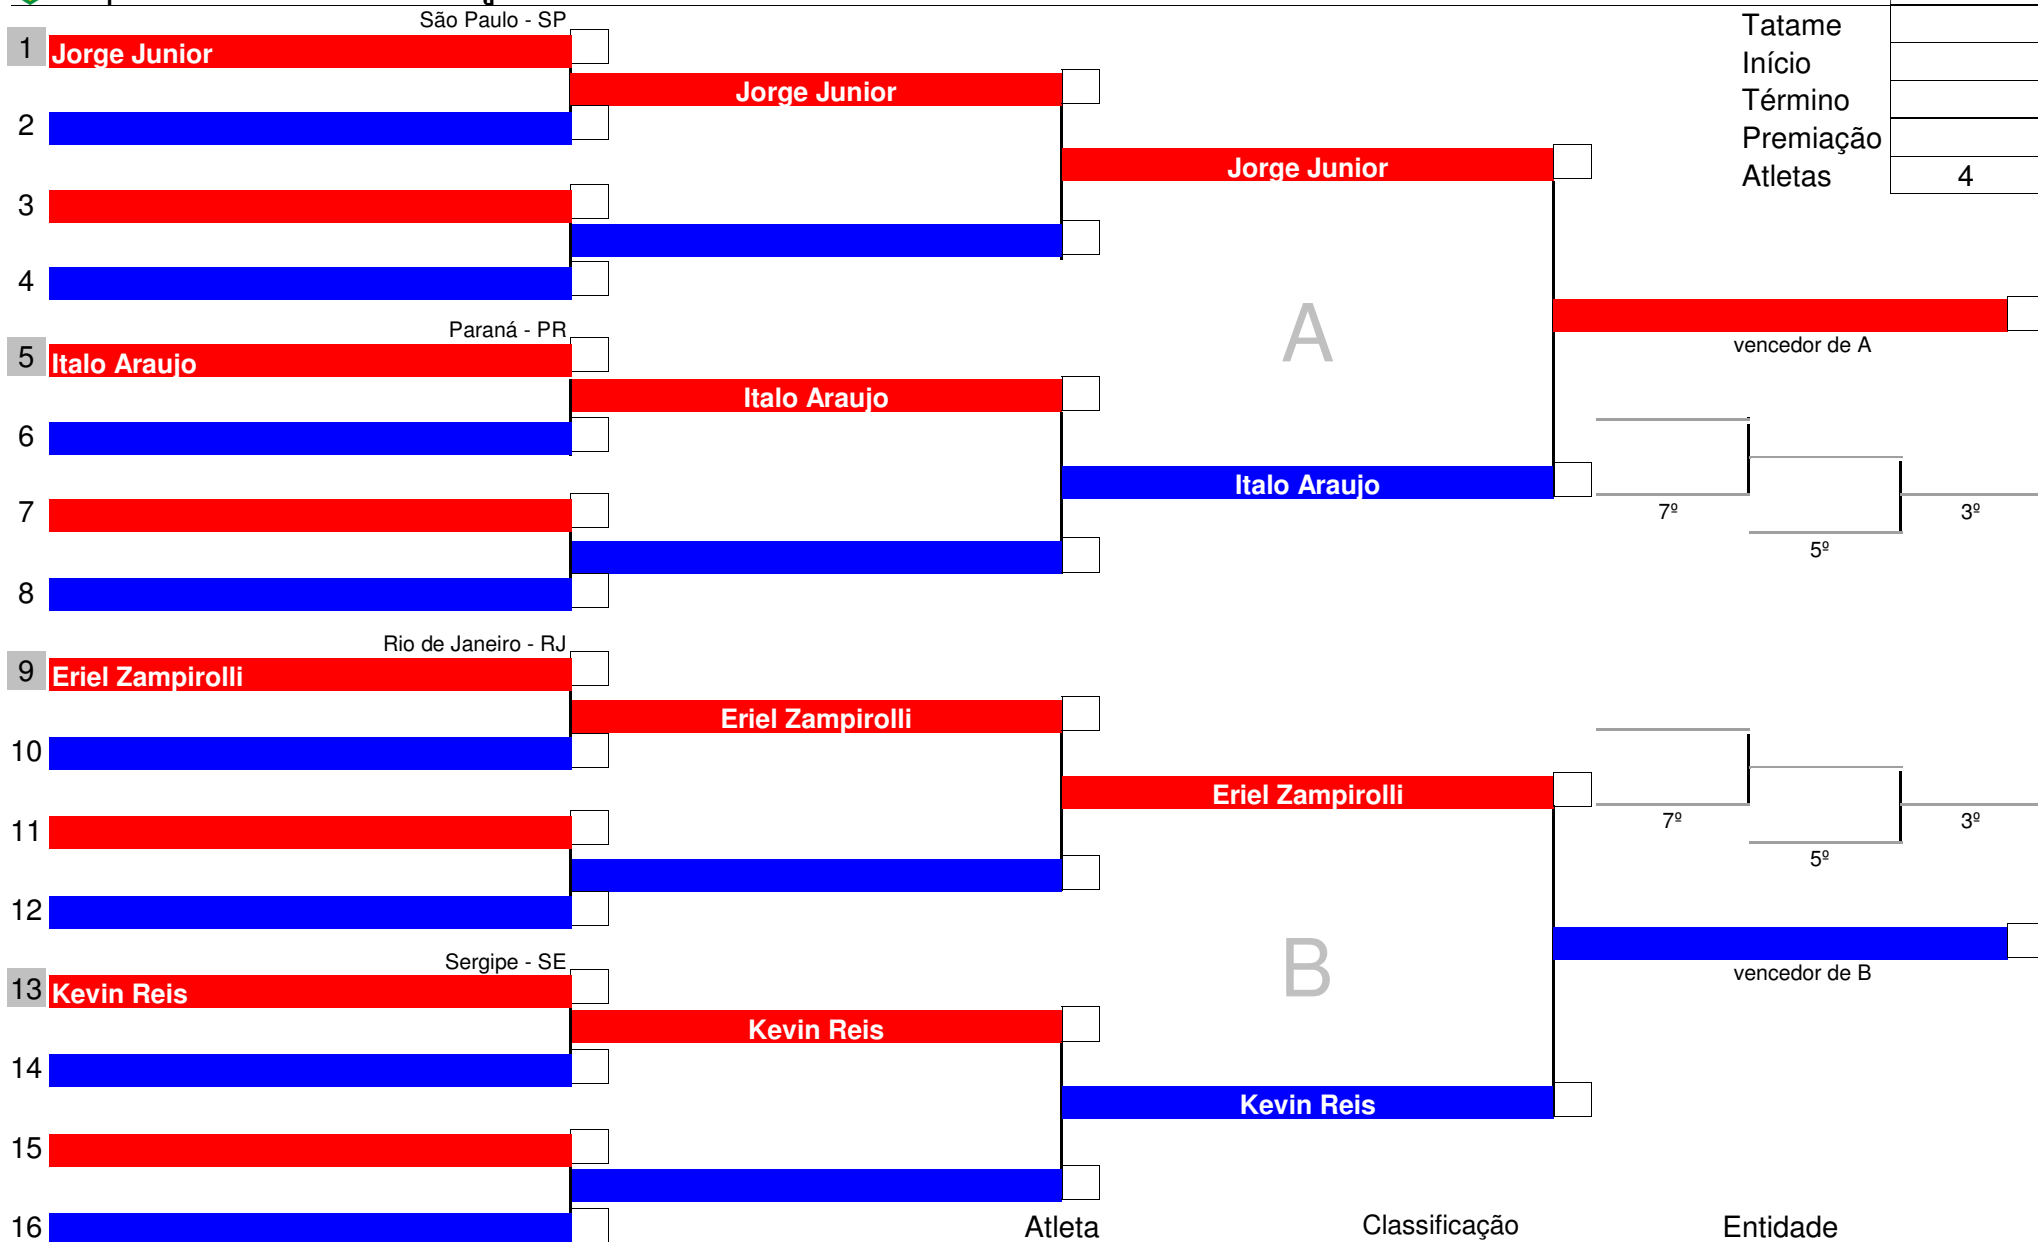 São Paulo - SP
Tatame
1 Jorge Junior
Início
Jorge Junior
Término
2
Premiação
Jorge Junior
Atletas 4
3
4
Paraná - PR
A
vencedor de A
5 Italo Araujo
Italo Araujo
6
Italo Araujo
7
7º 3º
5º
8
Rio de Janeiro - RJ
9 Eriel Zampirolli
Eriel Zampirolli
10
Eriel Zampirolli
7º 3º
11
5º
12
Sergipe - SE
B
vencedor de B
13 Kevin Reis
Kevin Reis
14
Kevin Reis
15
16
Atleta Classificação Entidade